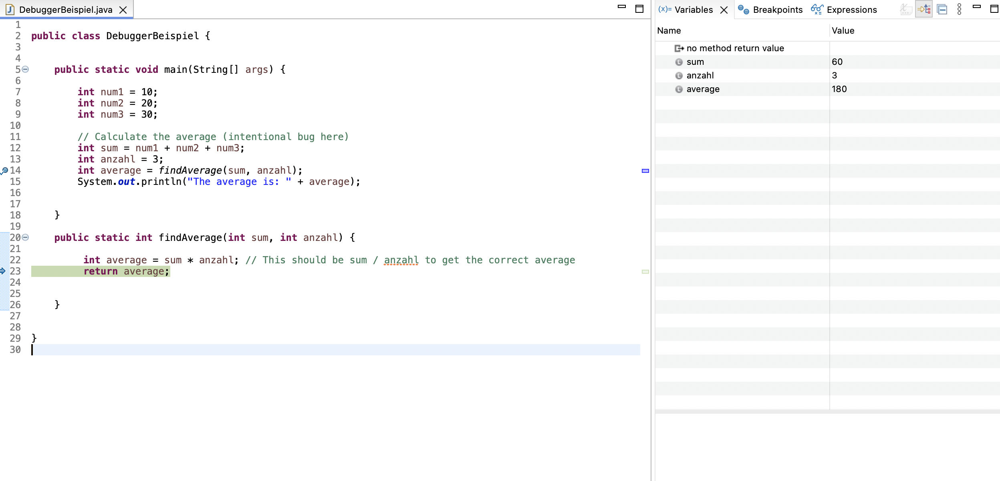 DebuggerBeispiel.java
1
2 public class DebuggerBeispiel {
3
4
5 public static void main(String[] args) {
6
7 int num1 = 10;
8 int num2 = 20;
9 int num3 = 30;
10
11 // Calculate the average (intentional bug here)
12 int sum = num1 + num2 + num3;
13 int anzahl = 3;
14 int average = findAverage(sum, anzahl);
15 System.out.println("The average is: " + average);
16
17
18 }
19
20 public static int findAverage(int sum, int anzahl) {
21
22 int average = sum * anzahl; // This should be sum / anzahl to get the correct average
23 return average;
24
25
26 }
27
28
29 }
30
(x)= Variables Breakpoints Expressions
Name Value
no method return value
sum 60
anzahl 3
average 180